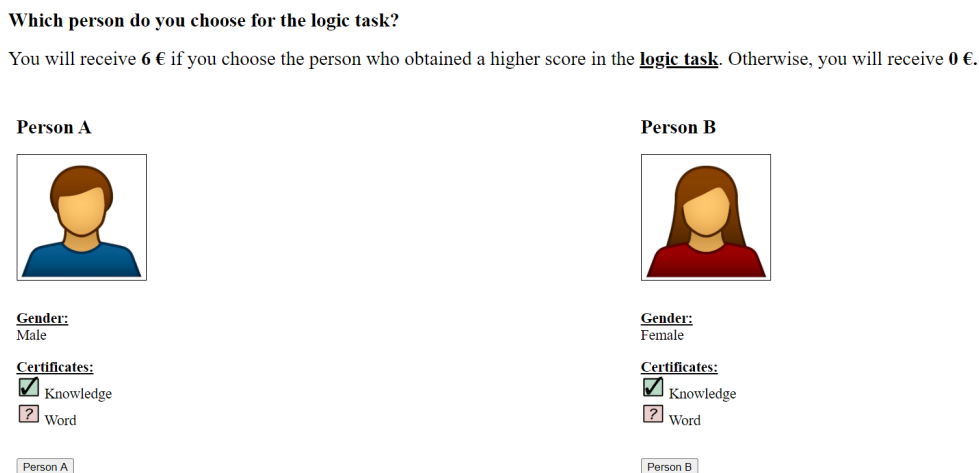 Which person do you choose for the logic task?
You will receive 6 € if you choose the person who obtained a higher score in the logic task. Otherwise, you will receive 0 €.
Person A
Person B
Gender:
Male
Gender:
Female
Certificates:
Knowledge
? Word
Certificates:
Knowledge
? Word
Person A
Person B